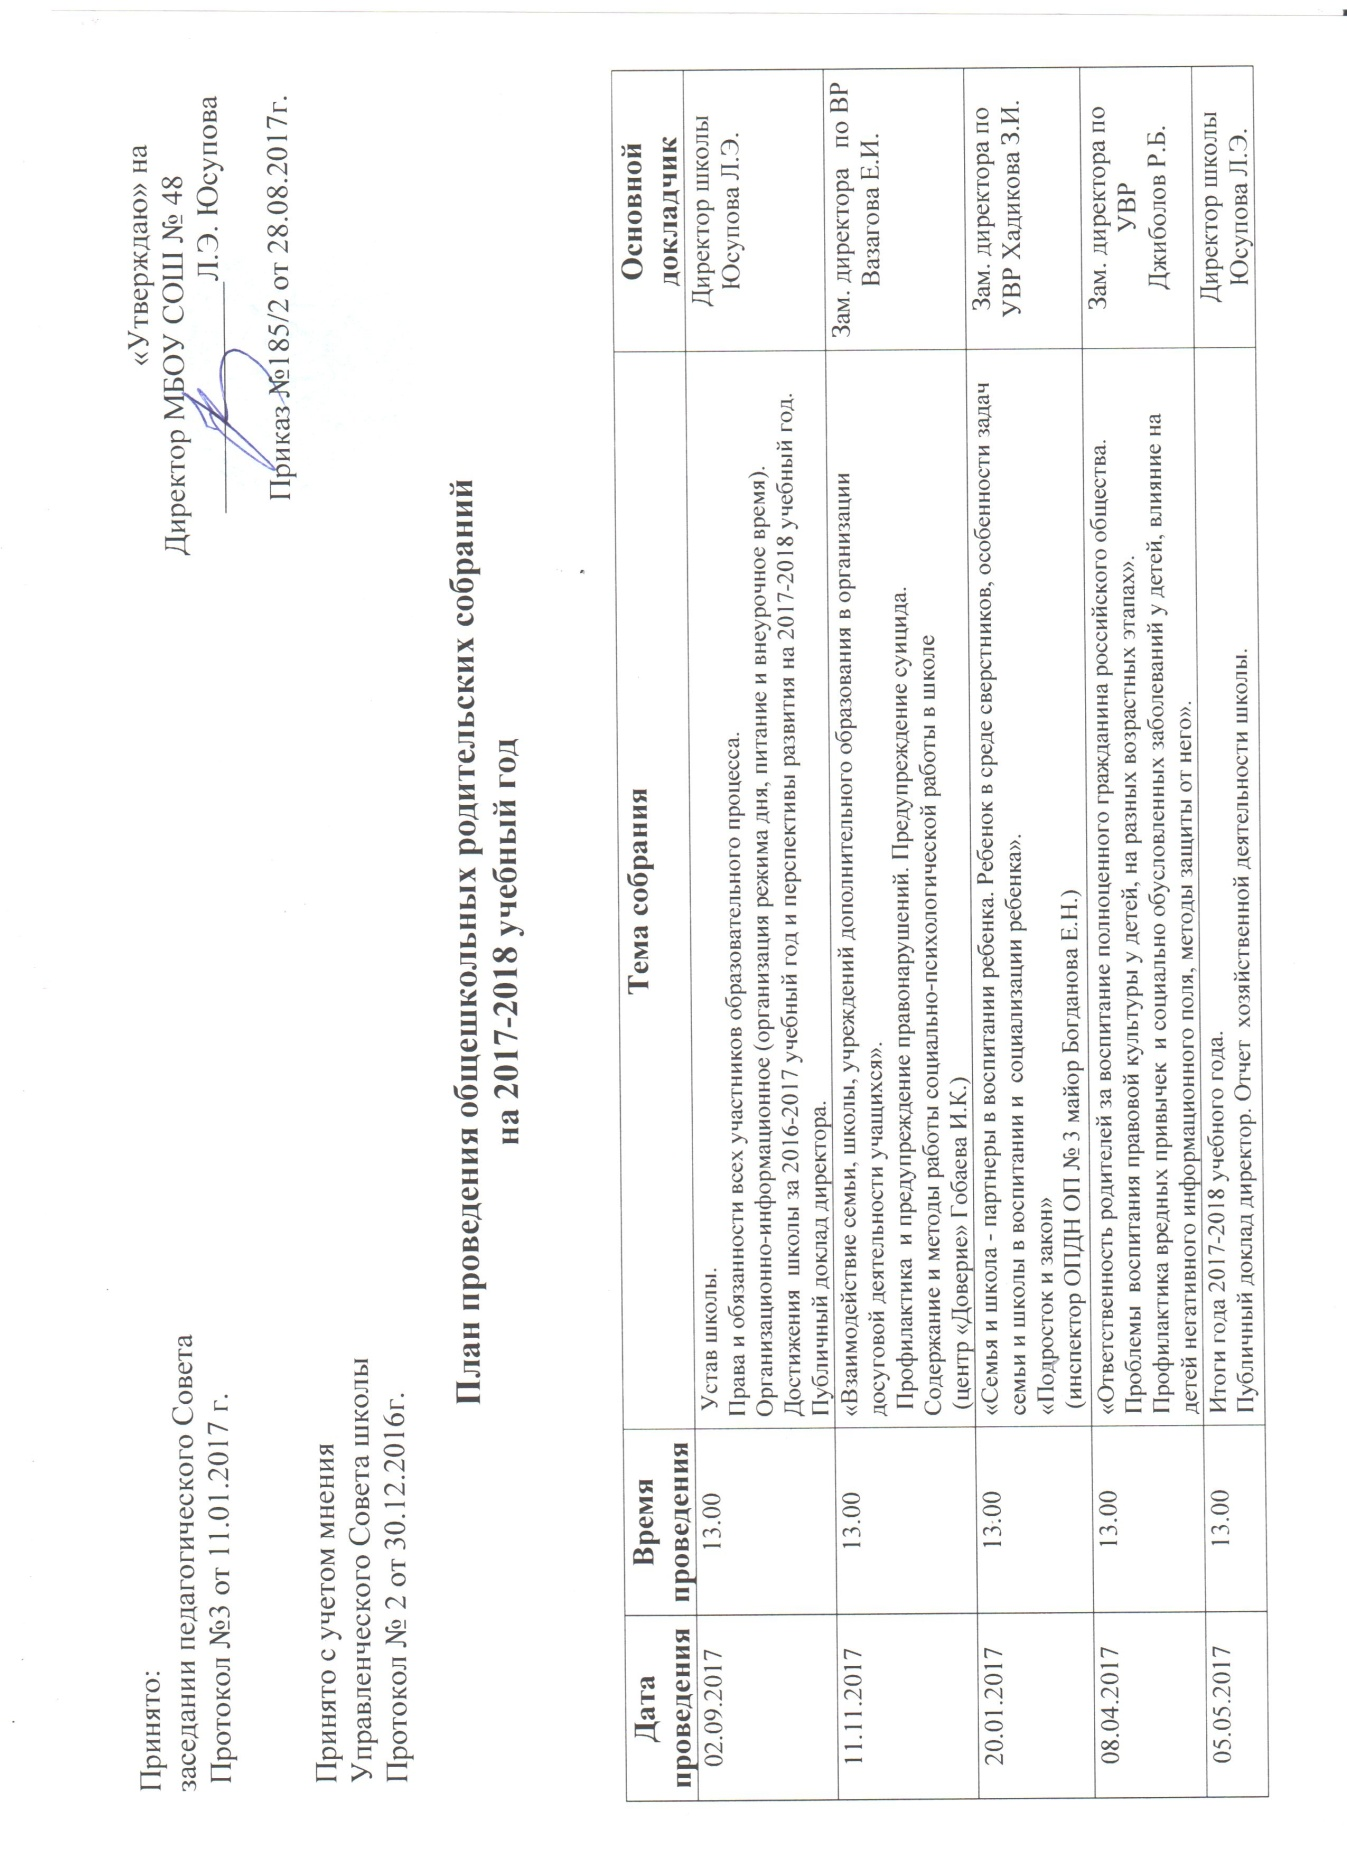 Принято:
заседании педагогического Совета
Протокол №3 от 11.01.2017 г.
Принято с учетом мнения
Управленческого Совета школы
Протокол № 2 от 30.12.2016г.
«Утверждаю» на
Директор МБОУ СОШ № 48
Л.Э. Юсупова
Приказ №185/2 от 28.08.2017г.
План проведения общешкольных родительских собраний
на 2017-2018 учебный год
Дата
проведения
Время
проведения
Тема собрания
Основной
докладчик
02.09.2017
13.00
Устав школы.
Права и обязанности всех участников образовательного процесса.
Организационно-информационное (организация режима дня, питание и внеурочное время).
Достижения школы за 2016-2017 учебный год и перспективы развития на 2017-2018 учебный год.
Публичный доклад директора.
Директор школы
Юсупова Л.Э.
11.11.2017
13.00
«Взаимодействие семьи, школы, учреждений дополнительного образования в организации
досуговой деятельности учащихся».
Профилактика и предупреждение правонарушений. Предупреждение суицида.
Содержание и методы работы социально-психологической работы в школе
(центр «Доверие» Гобаева И.К.)
Зам. директора по ВР
Вазагова Е.И.
20.01.2017
13.00
«Семья и школа - партнеры в воспитании ребенка. Ребенок в среде сверстников, особенности задач
семьи и школы в воспитании и социализации ребенка».
«Подросток и закон»
(инспектор ОПДН ОП № 3 майор Богданова Е.Н.)
Зам. директора по
УВР Хадикова З.И.
08.04.2017
13.00
«Ответственность родителей за воспитание полноценного гражданина российского общества.
Проблемы воспитания правовой культуры у детей, на разных возрастных этапах».
Профилактика вредных привычек и социально обусловленных заболеваний у детей, влияние на
детей негативного информационного поля, методы защиты от него».
Зам. директора по
УВР
Джиболов Р.Б.
05.05.2017
13.00
Итоги года 2017-2018 учебного года.
Публичный доклад директор. Отчет хозяйственной деятельности школы.
Директор школы
Юсупова Л.Э.